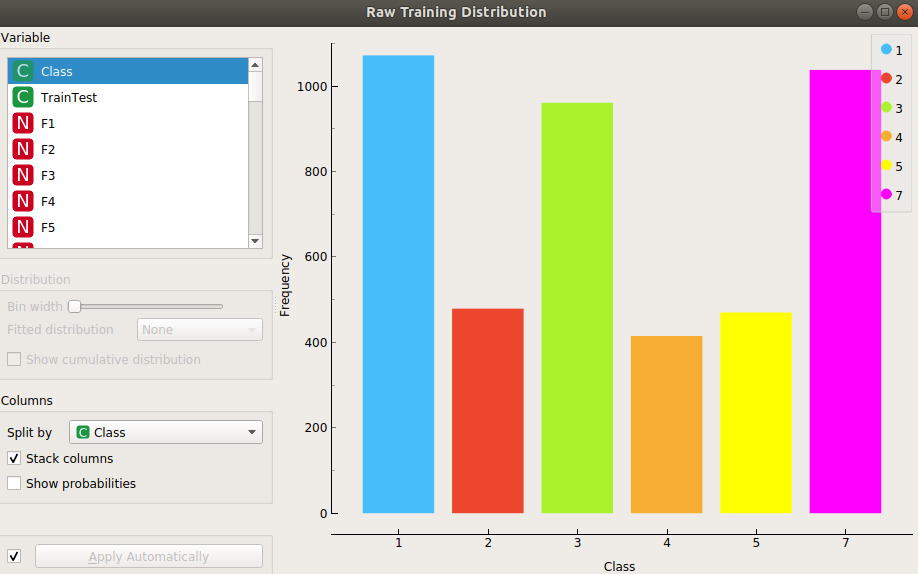 Raw Training Distribution
Variable
C Class
C TrainTest
N F1
N F2
N F3
N F4
N F5
Distribution
Bin width
Fitted distribution None
Show cumulative distribution
Columns
Split by C Class
Stack columns
Show probabilities
Apply Automatically
Frequency
1000
800
600
400
200
0
1
2
3
4
5
7
Class
1
2
3
4
5
7